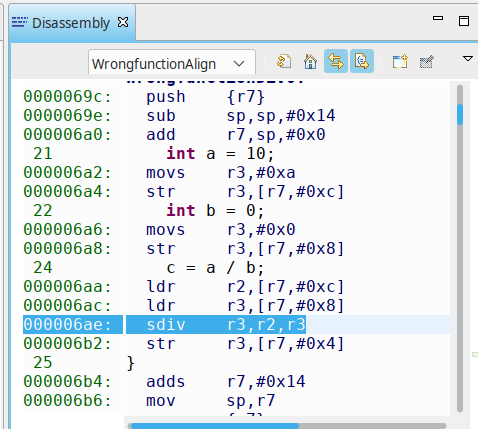 Disassembly
WrongfunctionAlign
0000069c: push {r7}
0000069e: sub sp,sp,#0x14
000006a0: add r7,sp,#0x0
21 int a = 10;
000006a2: movs r3,#0xa
000006a4: str r3,[r7,#0xc]
22 int b = 0;
000006a6: movs r3,#0x0
000006a8: str r3,[r7,#0x8]
24 c = a / b;
000006aa: ldr r2,[r7,#0xc]
000006ac: ldr r3,[r7,#0x8]
000006ae: sdiv r3,r2,r3
000006b2: str r3,[r7,#0x4]
25 }
000006b4: adds r7,#0x14
000006b6: mov sp,r7